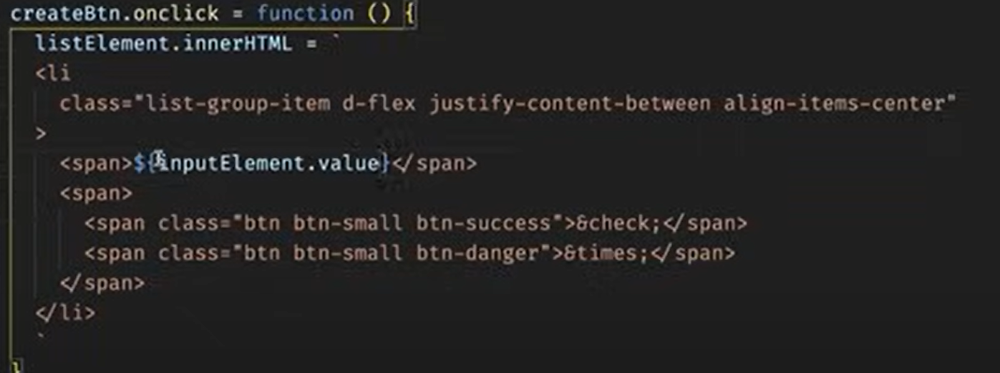 createBtn.onclick = function () {
listElement.innerHTML = `
<li
class="list-group-item d-flex justify-content-between align-items-center"
>
<span>${inputElement.value}</span>
<span>
<span class="btn btn-small btn-success">&check;</span>
<span class="btn btn-small btn-danger">&times;</span>
</span>
</li>
`
}